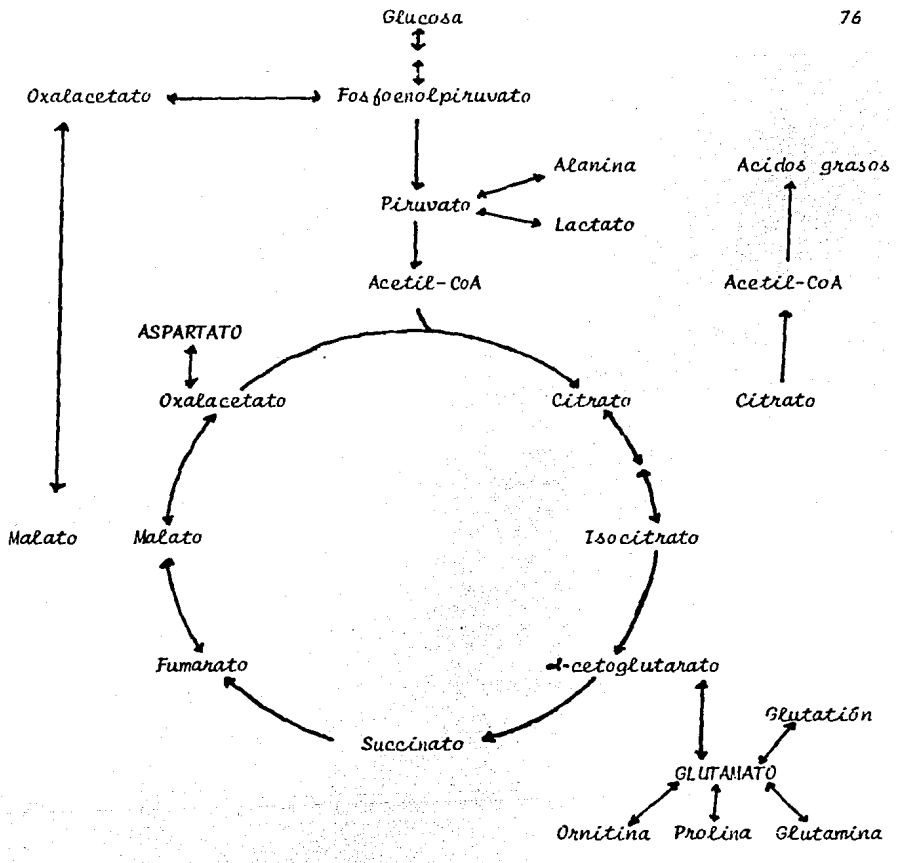 76
Glucosa
Oxalacetato Fosfoenolpiruvato
Alanina Acidos grasos
Piruvato
Lactato
Acetil-CoA Acetil-CoA
ASPARTATO
Oxalacetato Citrato Citrato
Malato Malato Isocitrato
Fumarato α-cetoglutarato
Glutatión
Succinato
GLUTAMATO
Ornitina Prolina Glutamina